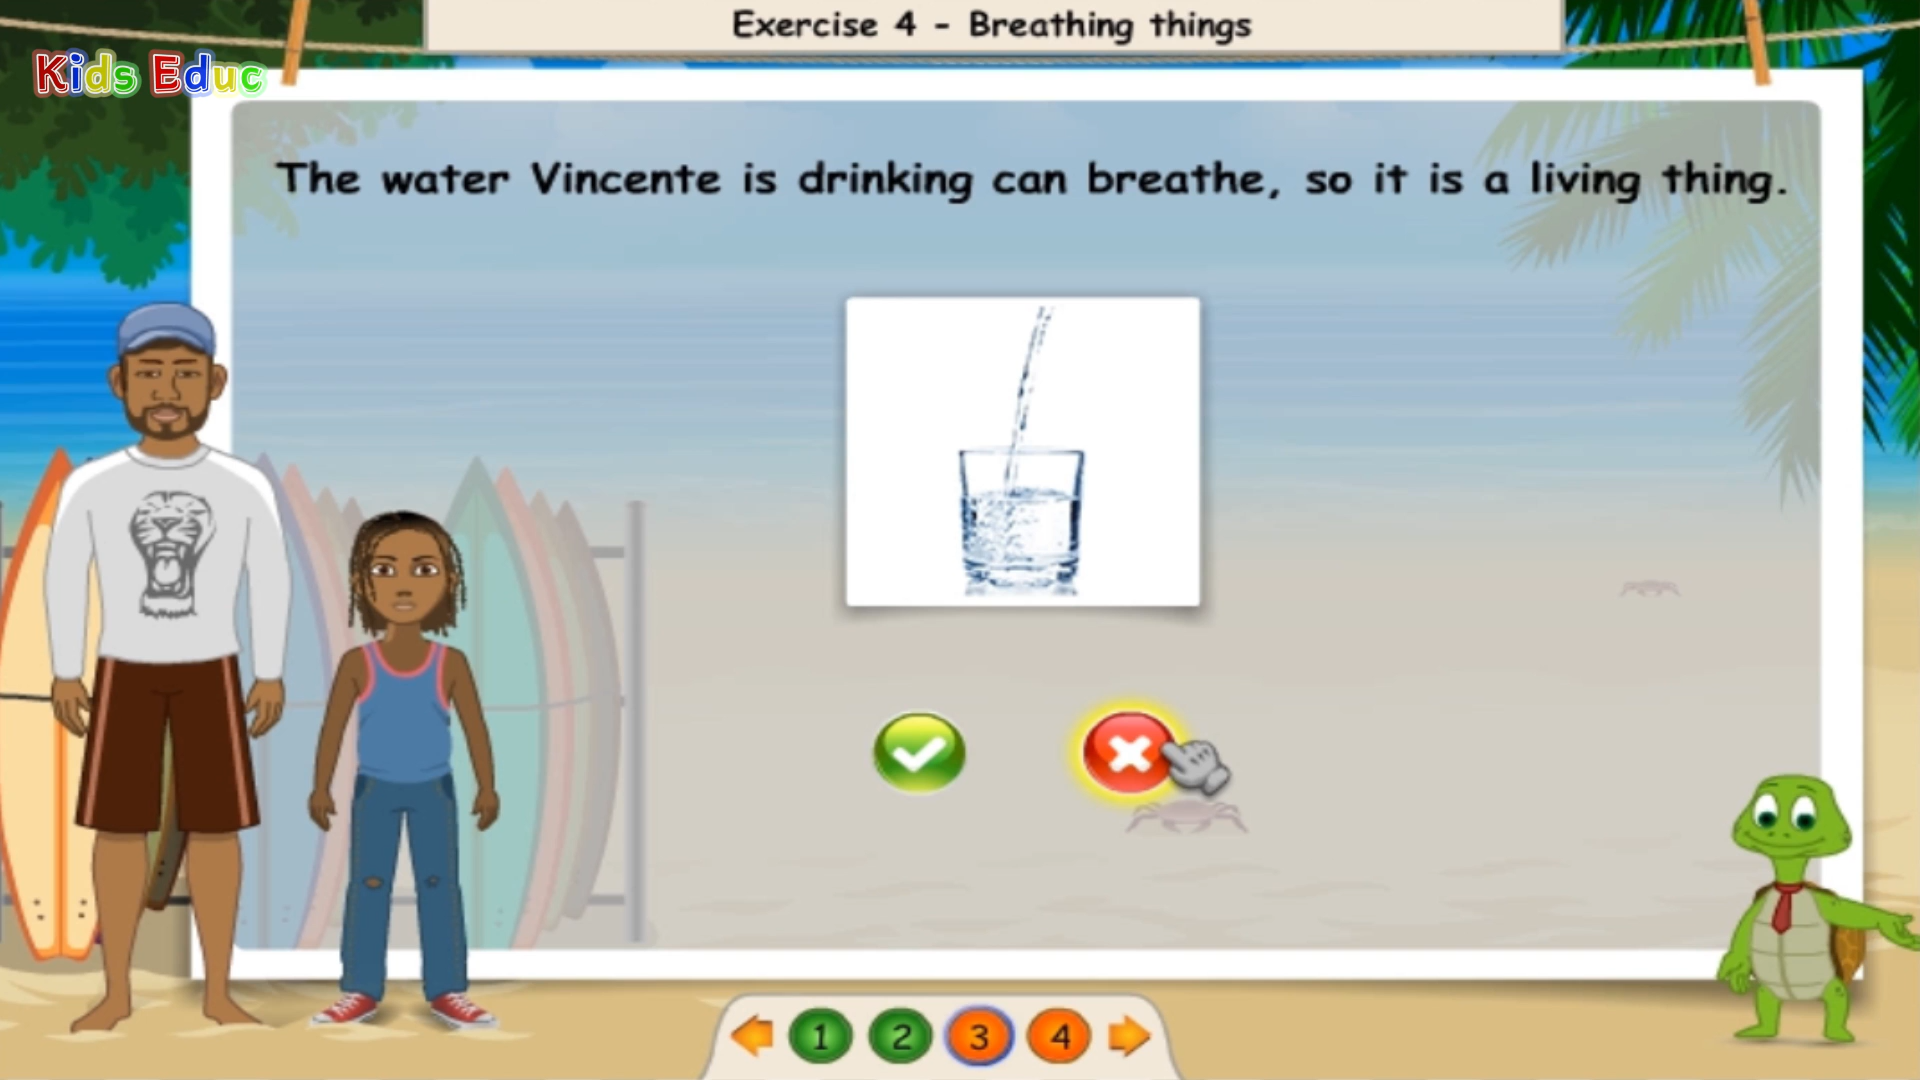 Exercise 4 - Breathing things
Kids Educ
The water Vincente is drinking can breathe, so it is a living thing.
1 2 3 4